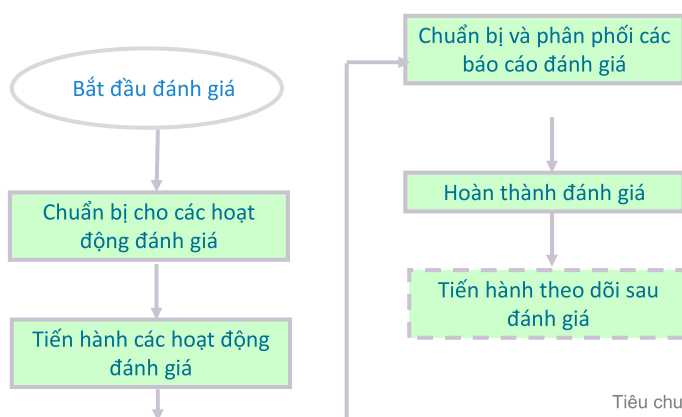 Bắt đầu đánh giá
Chuẩn bị cho các hoạt
động đánh giá
Tiến hành các hoạt động
đánh giá
Chuẩn bị và phân phối các
báo cáo đánh giá
Hoàn thành đánh giá
Tiến hành theo dõi sau
đánh giá
Tiêu chu